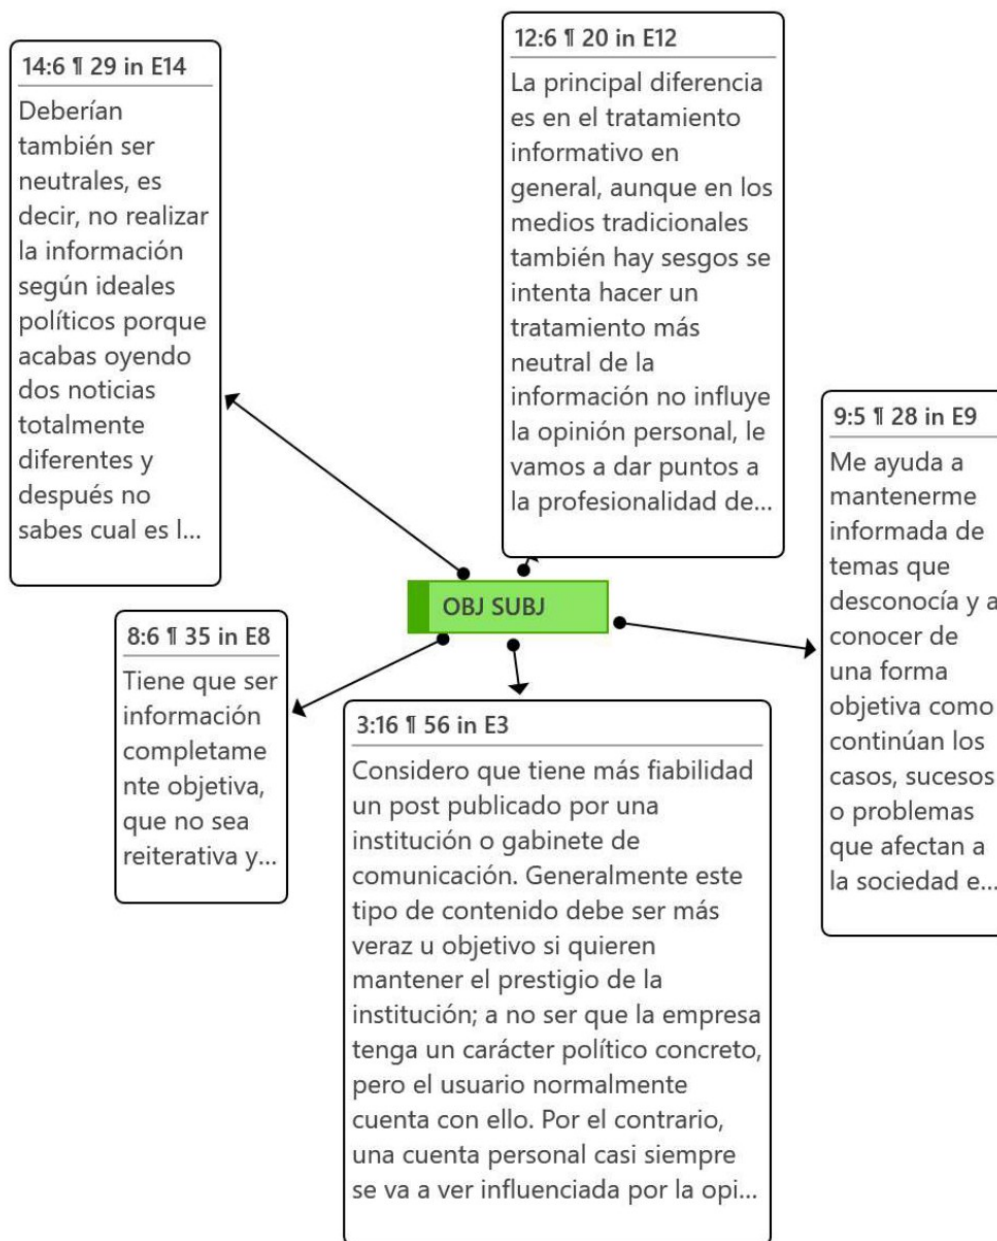 14:6 ¶ 29 in E14
Deberían
también ser
neutrales, es
decir, no realizar
la información
según ideales
políticos porque
acabas oyendo
dos noticias
totalmente
diferentes y
después no
sabes cual es l...
12:6 ¶ 20 in E12
La principal diferencia
es en el tratamiento
informativo en
general, aunque en los
medios tradicionales
también hay sesgos se
intenta hacer un
tratamiento más
neutral de la
información no influye
la opinión personal, le
vamos a dar puntos a
la profesionalidad de...
9:5 ¶ 28 in E9
Me ayuda a
mantenerme
informada de
temas que
desconocía y a
conocer de
una forma
objetiva como
continúan los
casos, sucesos
o problemas
que afectan a
la sociedad e...
OBJ SUBJ
8:6 ¶ 35 in E8
Tiene que ser
información
completame
nte objetiva,
que no sea
reiterativa y...
3:16 ¶ 56 in E3
Considero que tiene más fiabilidad
un post publicado por una
institución o gabinete de
comunicación. Generalmente este
tipo de contenido debe ser más
veraz u objetivo si quieren
mantener el prestigio de la
institución; a no ser que la empresa
tenga un carácter político concreto,
pero el usuario normalmente
cuenta con ello. Por el contrario,
una cuenta personal casi siempre
se va a ver influenciada por la opi...